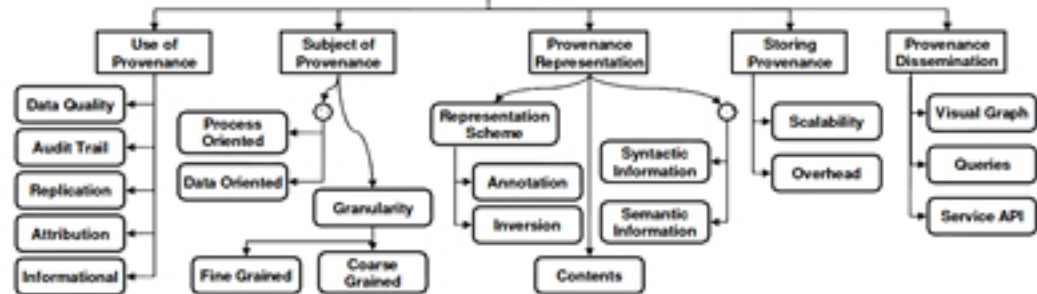 Use of
Provenance
Subject of
Provenance
Provenance
Representation
Storing
Provenance
Provenance
Dissemination
Data Quality
Audit Trail
Replication
Attribution
Informational
Process
Oriented
Data Oriented
Granularity
Fine Grained
Coarse
Grained
Representation
Scheme
Annotation
Inversion
Contents
Syntactic
Information
Semantic
Information
Scalability
Overhead
Visual Graph
Queries
Service API